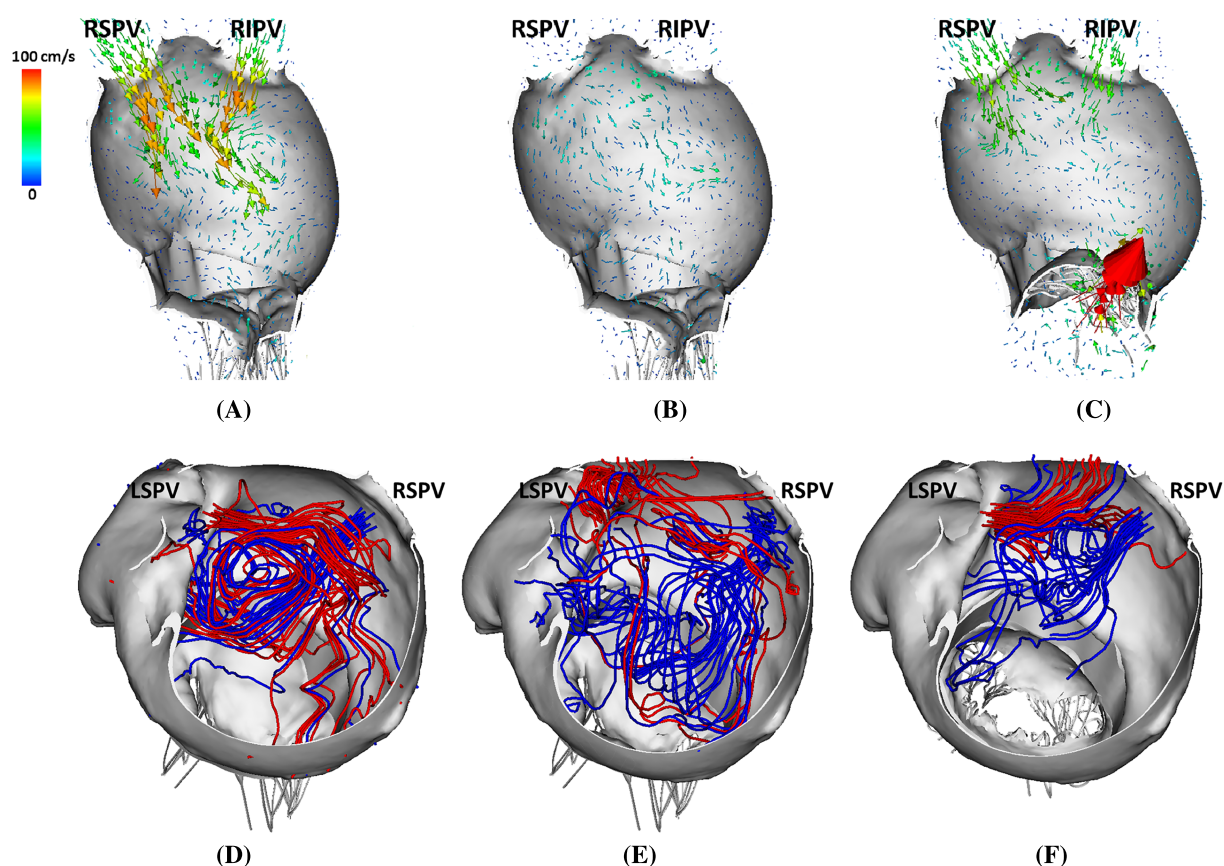 RSPV RIPV
RSPV RIPV
RSPV RIPV
100 cm/s
0
(A)
(B)
(C)
LSPV RSPV
LSPV RSPV
LSPV RSPV
(D)
(E)
(F)